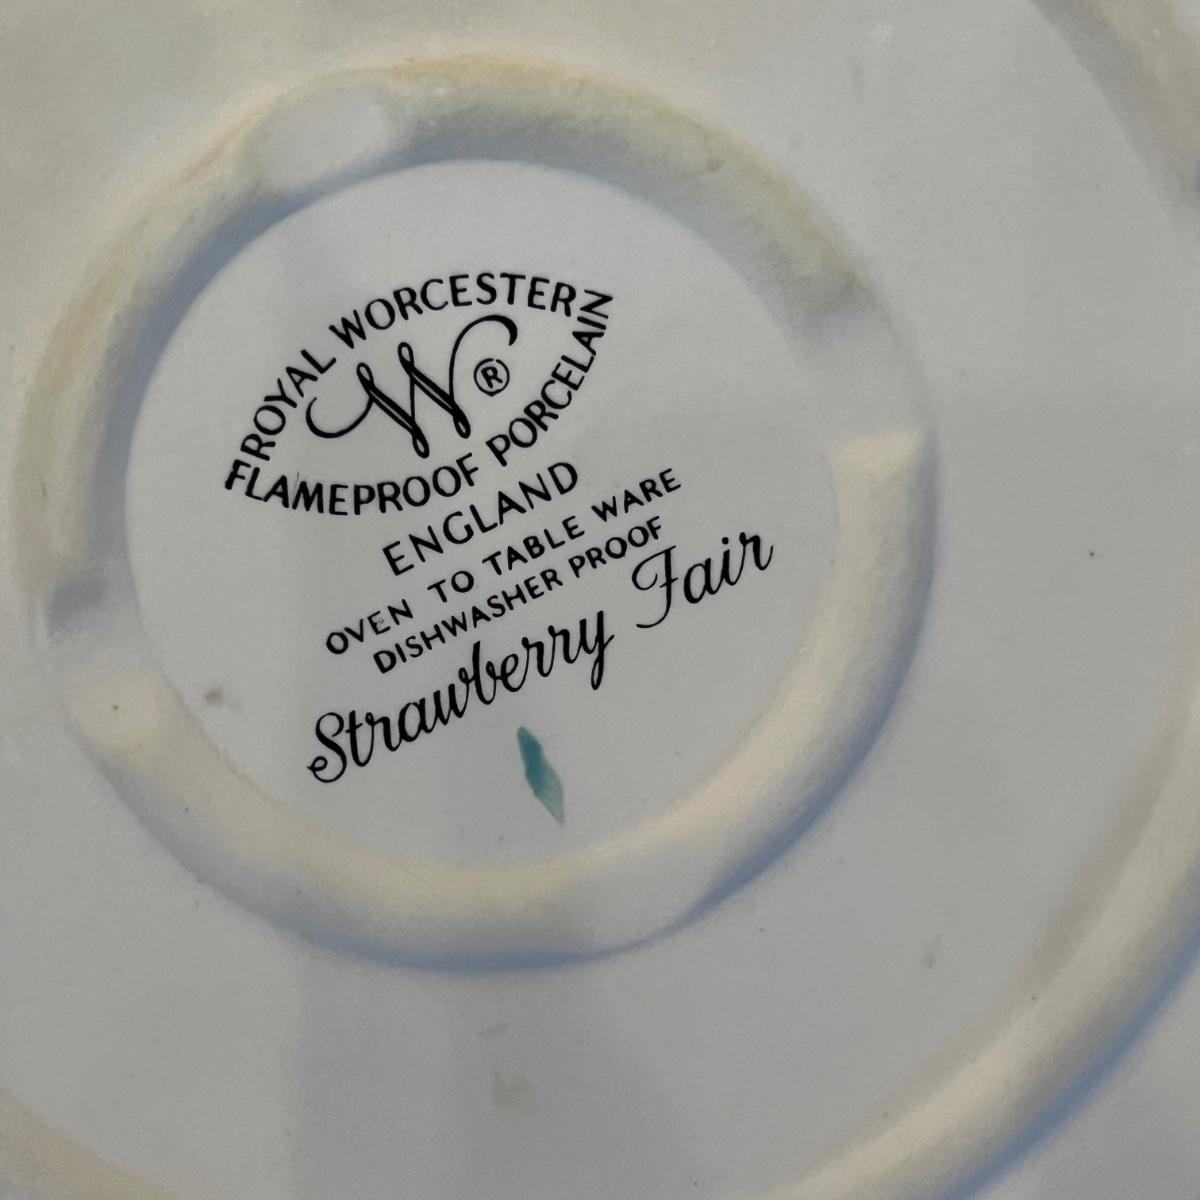 ROYAL WORCESTER
W ®
FLAMEPROOF PORCELAIN
ENGLAND
OVEN TO TABLE WARE
DISHWASHER PROOF
Strawberry Fair